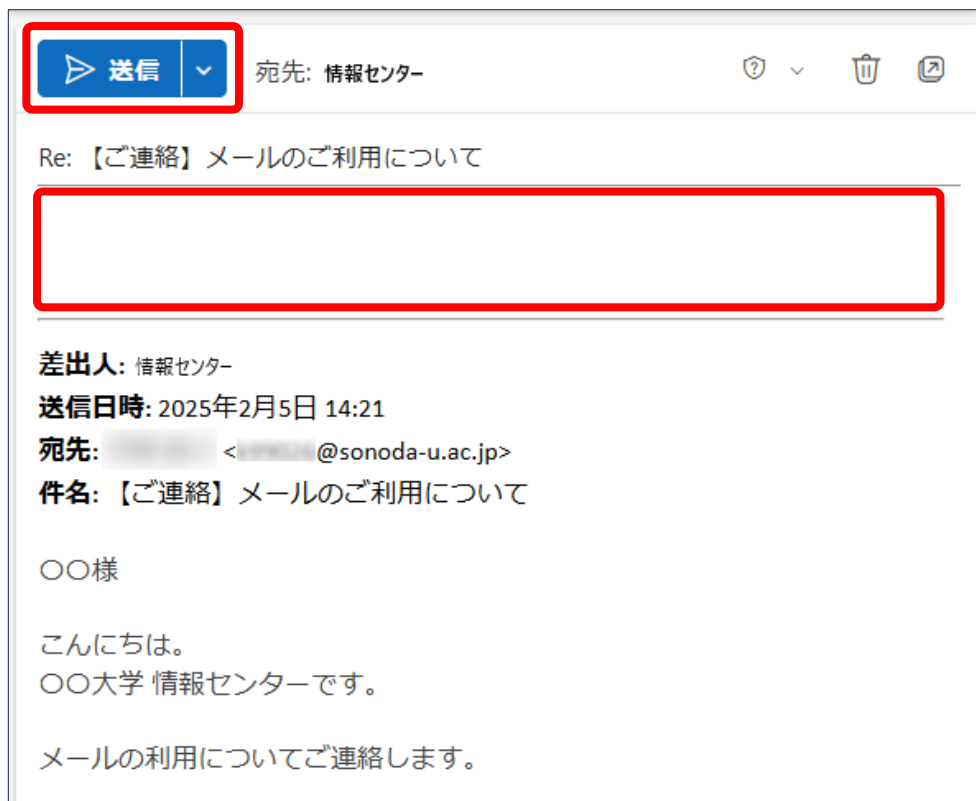 送信 宛先: 情報センター
Re: 【ご連絡】メールのご利用について
差出人: 情報センター
送信日時: 2025年2月5日 14:21
宛先: < @sonoda-u.ac.jp>
件名: 【ご連絡】メールのご利用について
〇〇様
こんにちは。
〇〇大学 情報センターです。
メールの利用についてご連絡します。